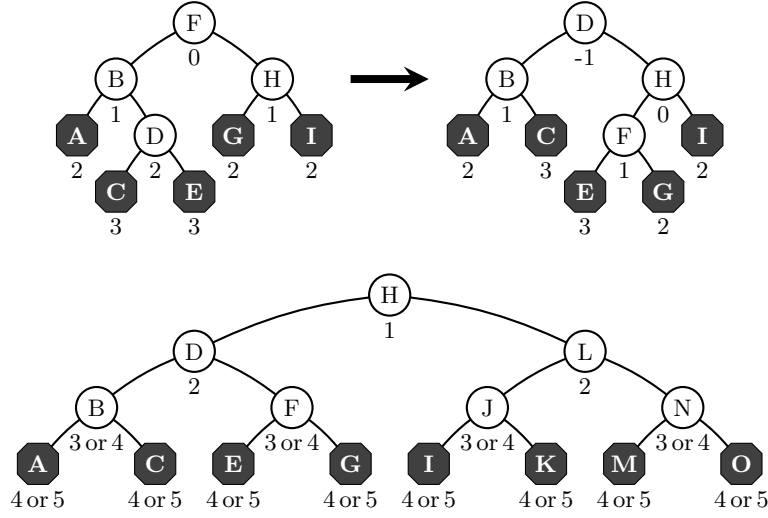 F D
0 -1
B H B H
1 1 1 0
A D G I A C F I
2 2 2 2 2 3 1 2
C E E G
3 3 3 2
H
1
D L
2 2
B F J N
3 or 4 3 or 4 3 or 4 3 or 4
A C E G I K M O
4 or 5 4 or 5 4 or 5 4 or 5 4 or 5 4 or 5 4 or 5 4 or 5